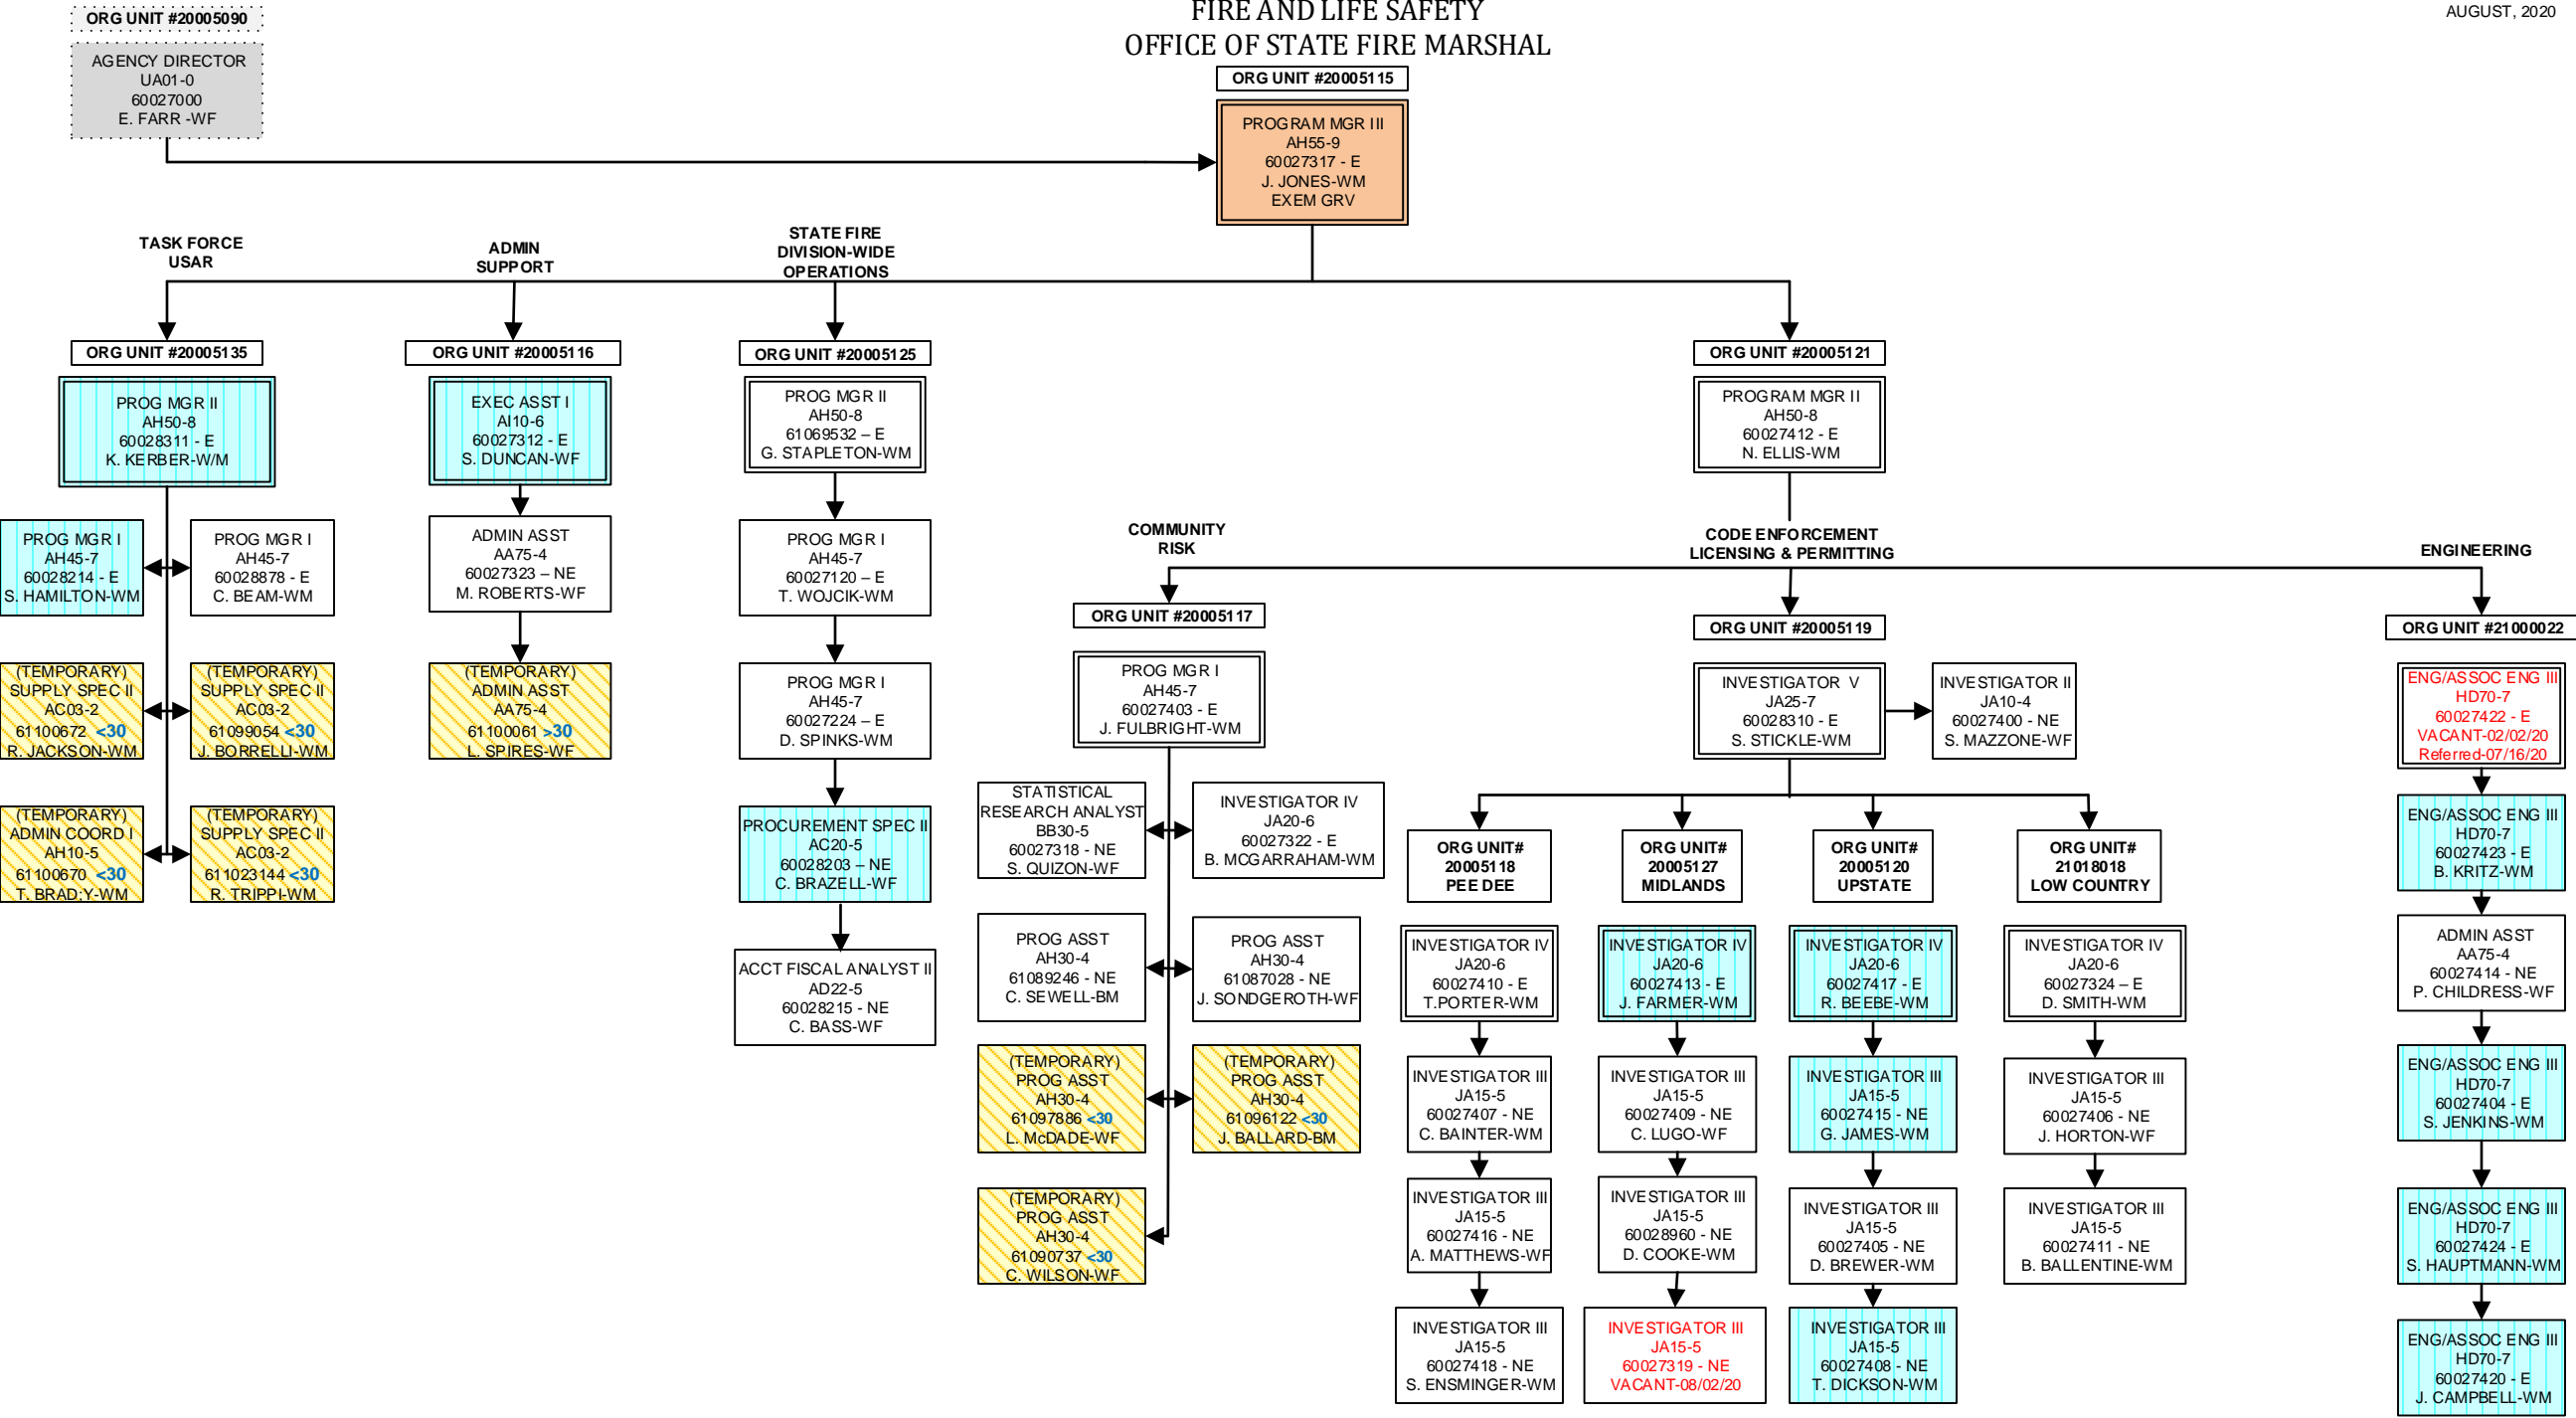 ORG UNIT #20005090
FIRE AND LIFE SAFETY
OFFICE OF STATE FIRE MARSHAL
AUGUST, 2020
AGENCY DIRECTOR
UA01-0
60027000
E. FARR -WF
ORG UNIT #20005115
PROGRAM MGR III
AH55-9
60027317 - E
J. JONES-WM
EXEM GRV
TASK FORCE
USAR
ADMIN
SUPPORT
STATE FIRE
DIVISION-WIDE
OPERATIONS
ORG UNIT #20005135
PROG MGR II
AH50-8
60028311 - E
K. KERBER-W/M
PROG MGR I
AH45-7
60028214 - E
S. HAMILTON-WM
PROG MGR I
AH45-7
60028878 - E
C. BEAM-WM
(TEMPORARY)
SUPPLY SPEC II
AC03-2
61100672 <30
R. JACKSON-WM
(TEMPORARY)
SUPPLY SPEC II
AC03-2
61099054 <30
J. BORRELLI-WM
(TEMPORARY)
ADMIN COORD I
AH10-5
61100670 <30
T. BRAD;Y-WM
(TEMPORARY)
SUPPLY SPEC II
AC03-2
611023144 <30
R. TRIPPI-WM
ORG UNIT #20005116
EXEC ASST I
AI10-6
60027312 - E
S. DUNCAN-WF
ADMIN ASST
AA75-4
60027323 – NE
M. ROBERTS-WF
(TEMPORARY)
ADMIN ASST
AA75-4
61100061 >30
L. SPIRES-WF
ORG UNIT #20005125
PROG MGR II
AH50-8
61069532 – E
G. STAPLETON-WM
PROG MGR I
AH45-7
60027120 – E
T. WOJCIK-WM
PROG MGR I
AH45-7
60027224 – E
D. SPINKS-WM
PROCUREMENT SPEC II
AC20-5
60028203 – NE
C. BRAZELL-WF
ACCT FISCAL ANALYST II
AD22-5
60028215 - NE
C. BASS-WF
ORG UNIT #20005121
PROGRAM MGR II
AH50-8
60027412 - E
N. ELLIS-WM
COMMUNITY
RISK
CODE ENFORCEMENT
LICENSING & PERMITTING
ENGINEERING
ORG UNIT #20005117
PROG MGR I
AH45-7
60027403 - E
J. FULBRIGHT-WM
STATISTICAL
RESEARCH ANALYST
BB30-5
60027318 - NE
S. QUIZON-WF
INVESTIGATOR IV
JA20-6
60027322 - E
B. MCGARRAHAM-WM
PROG ASST
AH30-4
61089246 - NE
C. SEWELL-BM
PROG ASST
AH30-4
61087028 - NE
J. SONDGEROTH-WF
(TEMPORARY)
PROG ASST
AH30-4
61097886 <30
L. McDADE-WF
(TEMPORARY)
PROG ASST
AH30-4
61096122 <30
J. BALLARD-BM
(TEMPORARY)
PROG ASST
AH30-4
61090737 <30
C. WILSON-WF
ORG UNIT #20005119
INVESTIGATOR V
JA25-7
60028310 - E
S. STICKLE-WM
INVESTIGATOR II
JA10-4
60027400 - NE
S. MAZZONE-WF
ORG UNIT#
20005118
PEE DEE
INVESTIGATOR IV
JA20-6
60027410 - E
T.PORTER-WM
INVESTIGATOR III
JA15-5
60027407 - NE
C. BAINTER-WM
INVESTIGATOR III
JA15-5
60027416 - NE
A. MATTHEWS-WF
INVESTIGATOR III
JA15-5
60027418 - NE
S. ENSMINGER-WM
ORG UNIT#
20005127
MIDLANDS
INVESTIGATOR IV
JA20-6
60027413 - E
J. FARMER-WM
INVESTIGATOR III
JA15-5
60027409 - NE
C. LUGO-WF
INVESTIGATOR III
JA15-5
60028960 - NE
D. COOKE-WM
INVESTIGATOR III
JA15-5
60027319 - NE
VACANT-08/02/20
ORG UNIT#
20005120
UPSTATE
INVESTIGATOR IV
JA20-6
60027417 - E
R. BEEBE-WM
INVESTIGATOR III
JA15-5
60027415 - NE
G. JAMES-WM
INVESTIGATOR III
JA15-5
60027405 - NE
D. BREWER-WM
INVESTIGATOR III
JA15-5
60027408 - NE
T. DICKSON-WM
ORG UNIT#
21018018
LOW COUNTRY
INVESTIGATOR IV
JA20-6
60027324 – E
D. SMITH-WM
INVESTIGATOR III
JA15-5
60027406 - NE
J. HORTON-WF
INVESTIGATOR III
JA15-5
60027411 - NE
B. BALLENTINE-WM
ORG UNIT #21000022
ENG/ASSOC ENG III
HD70-7
60027422 - E
VACANT-02/02/20
Referred-07/16/20
ENG/ASSOC ENG III
HD70-7
60027423 - E
B. KRITZ-WM
ADMIN ASST
AA75-4
60027414 - NE
P. CHILDRESS-WF
ENG/ASSOC ENG III
HD70-7
60027404 - E
S. JENKINS-WM
ENG/ASSOC ENG III
HD70-7
60027424 - E
S. HAUPTMANN-WM
ENG/ASSOC ENG III
HD70-7
60027420 - E
J. CAMPBELL-WM